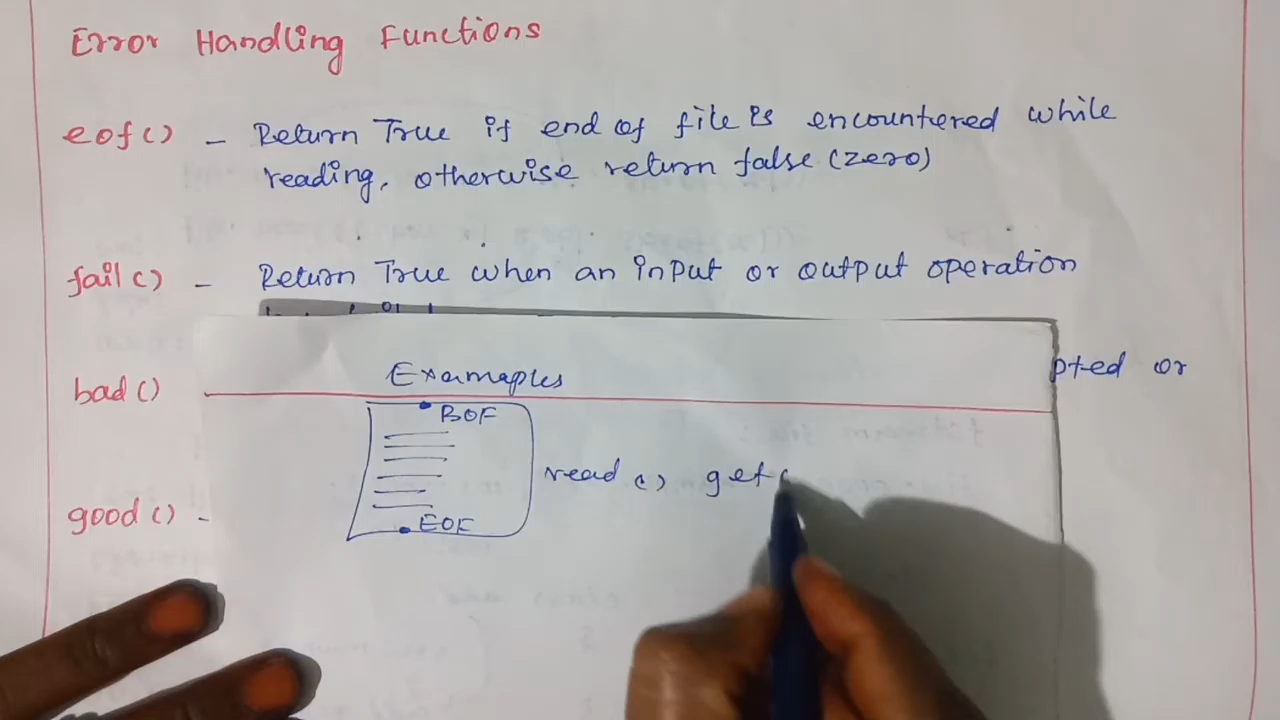 Error Handling Functions
eof() - Return True if end of file is encountered while
reading, otherwise return false (zero)
fail() - Return True when an input or output operation
pted or
bad()
good() -
Examaples
BOF
EOF
read () get(